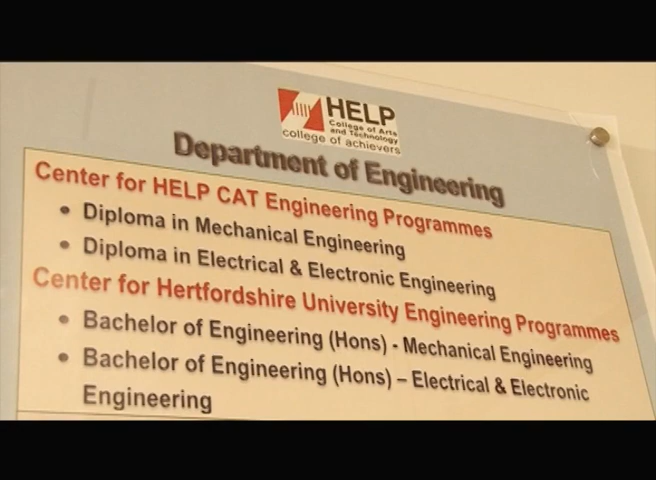 HELP
College of Arts
and Technology
college of achievers
Department of Engineering
Center for HELP CAT Engineering Programmes
• Diploma in Mechanical Engineering
• Diploma in Electrical & Electronic Engineering
Center for Hertfordshire University Engineering Programmes
• Bachelor of Engineering (Hons) - Mechanical Engineering
• Bachelor of Engineering (Hons) – Electrical & Electronic
Engineering